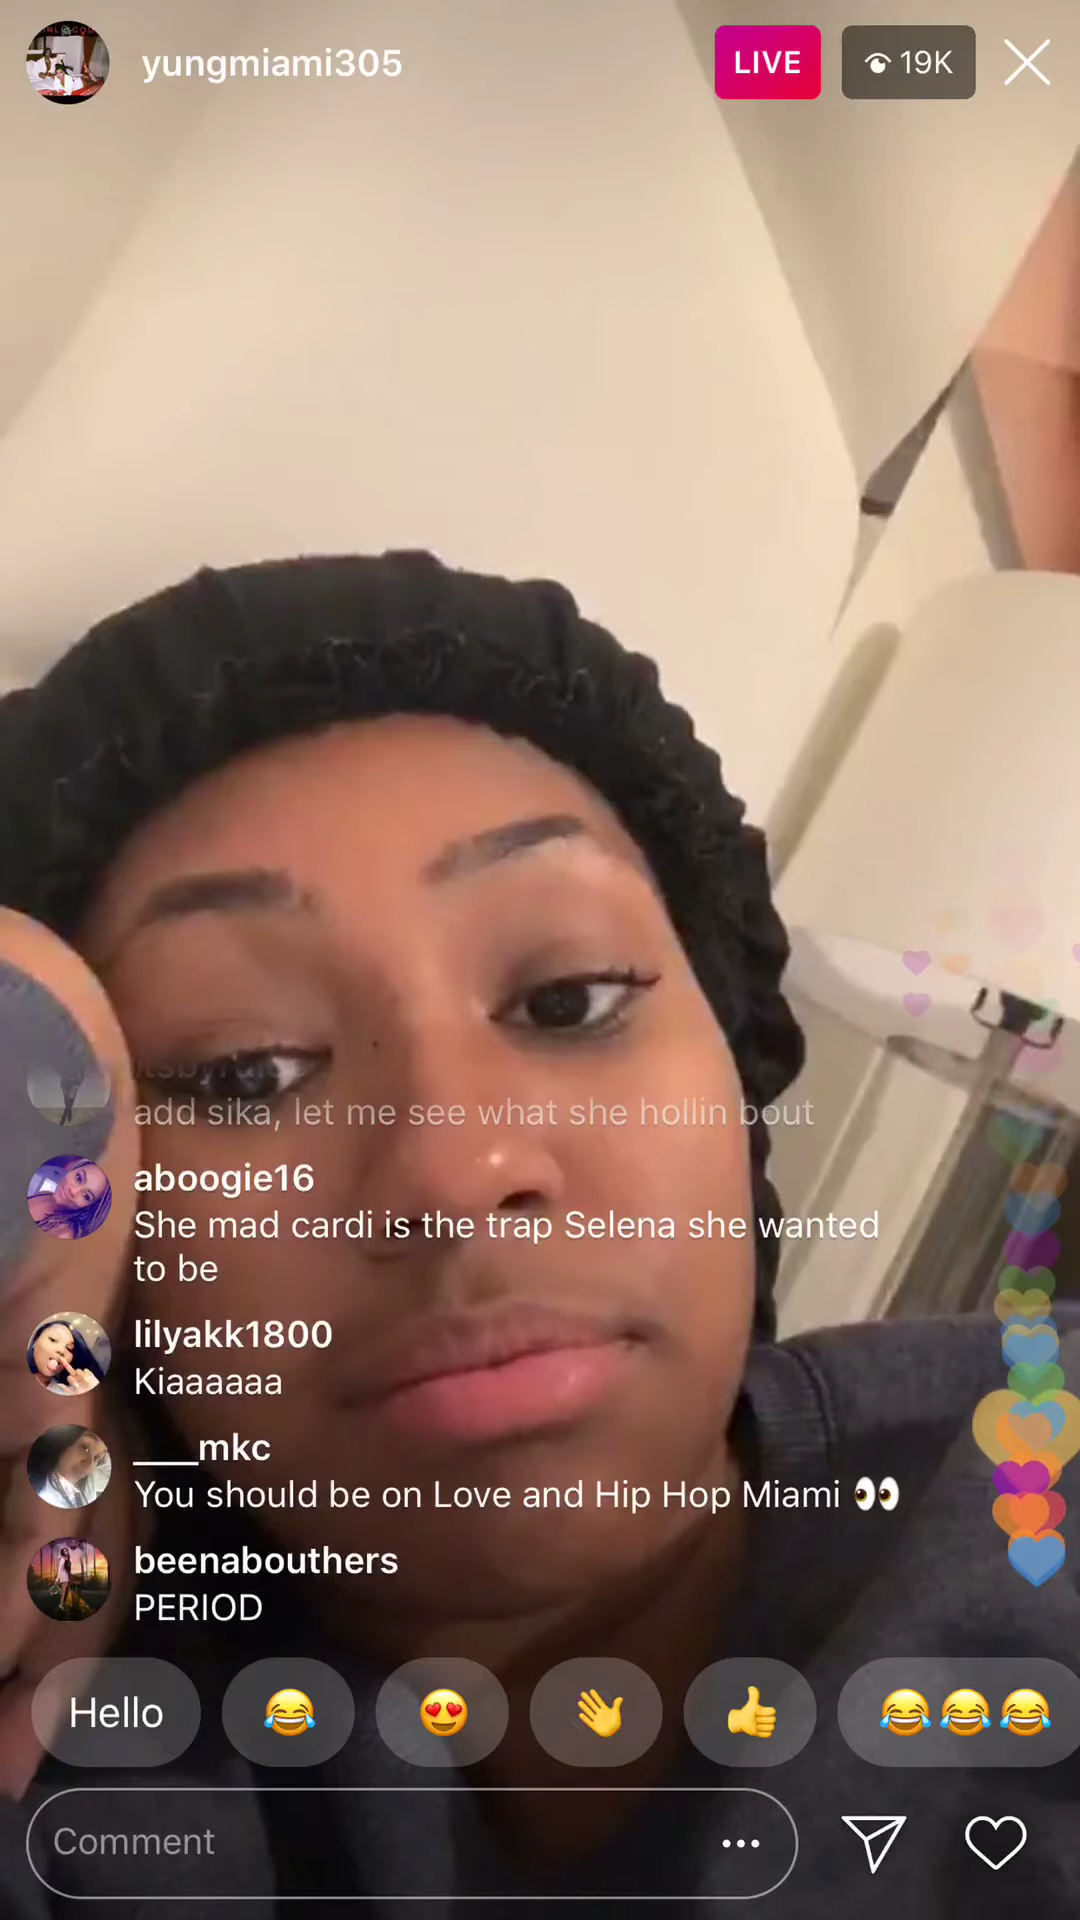 yungmiami305
LIVE
19K
add sika, let me see what she hollin bout
aboogie16
She mad cardi is the trap Selena she wanted
to be
lilyakk1800
Kiaaaaaa
____mkc
You should be on Love and Hip Hop Miami 👀
beenabouthers
PERIOD
Hello 😂 😍 👋 👍 😂😂😂
Comment